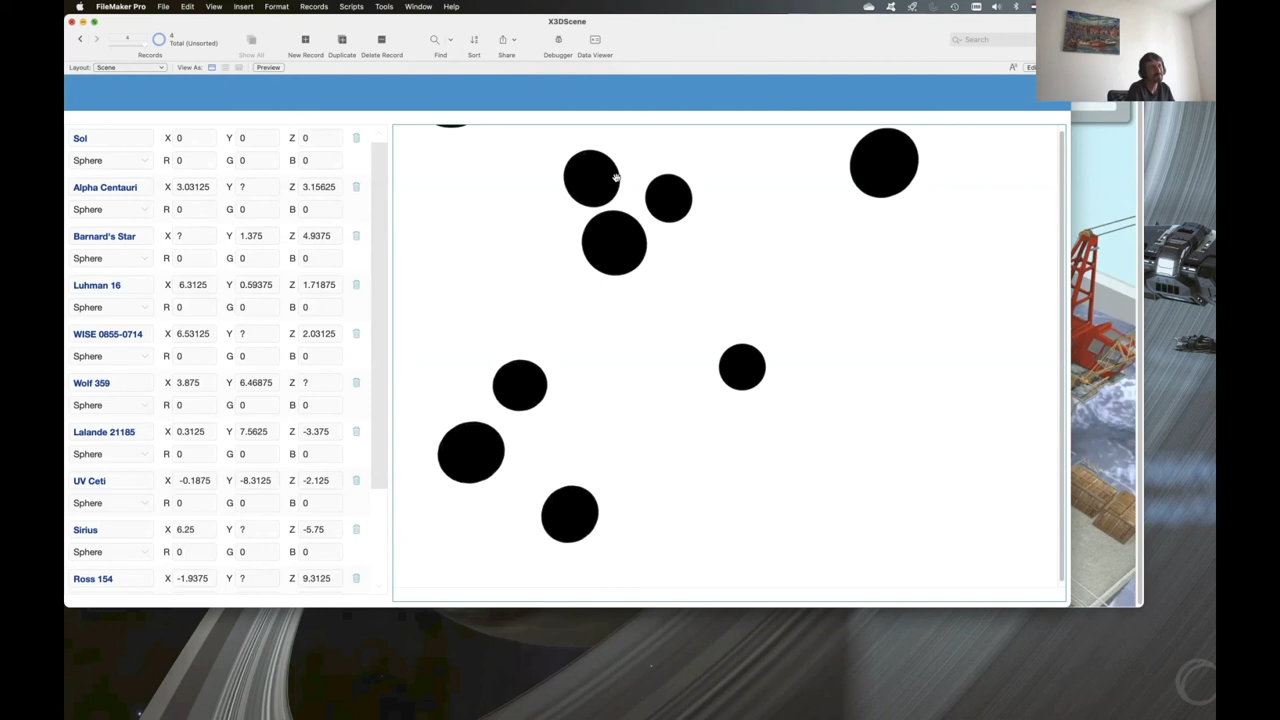 FileMaker Pro File Edit View Insert Format Records Scripts Tools Window Help
X3DScene
4 4 Total (Unsorted) Show All New Record Duplicate Delete Record Find Sort Share Debugger Data Viewer Search
Records
Layout: Scene View As: Preview Aa
Sol X 0 Y 0 Z 0
Sphere R 0 G 0 B 0
Alpha Centauri X 3.03125 Y ? Z 3.15625
Sphere R 0 G 0 B 0
Barnard's Star X ? Y 1.375 Z 4.9375
Sphere R 0 G 0 B 0
Luhman 16 X 6.3125 Y 0.59375 Z 1.71875
Sphere R 0 G 0 B 0
WISE 0855-0714 X 6.53125 Y ? Z 2.03125
Sphere R 0 G 0 B 0
Wolf 359 X 3.875 Y 6.46875 Z ?
Sphere R 0 G 0 B 0
Lalande 21185 X 0.3125 Y 7.5625 Z -3.375
Sphere R 0 G 0 B 0
UV Ceti X -0.1875 Y -8.3125 Z -2.125
Sphere R 0 G 0 B 0
Sirius X 6.25 Y ? Z -5.75
Sphere R 0 G 0 B 0
Ross 154 X -1.9375 Y ? Z 9.3125